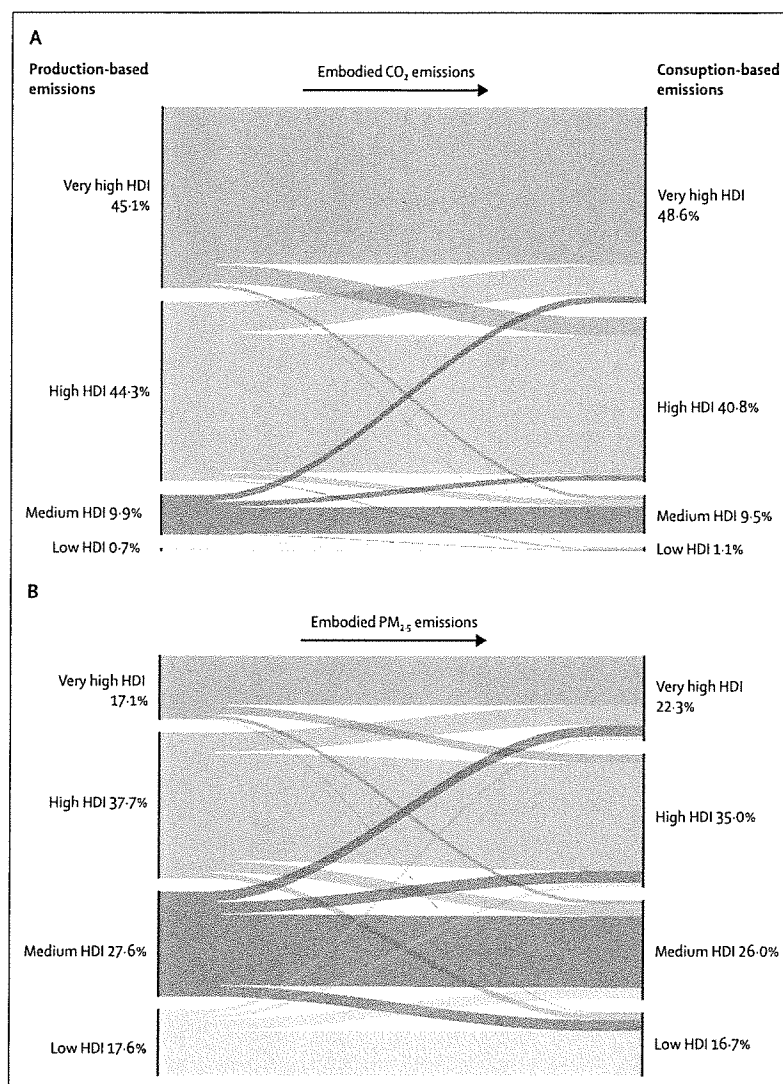 A
Production-based
emissions
Embodied CO₂ emissions
Consuption-based
emissions
Very high HDI
45·1%
Very high HDI
48·6%
High HDI 44·3%
High HDI 40·8%
Medium HDI 9·9%
Medium HDI 9·5%
Low HDI 0·7%
Low HDI 1·1%
B
Embodied PM₂.₅ emissions
Very high HDI
17·1%
Very high HDI
22·3%
High HDI 37·7%
High HDI 35·0%
Medium HDI 27·6%
Medium HDI 26·0%
Low HDI 17·6%
Low HDI 16·7%